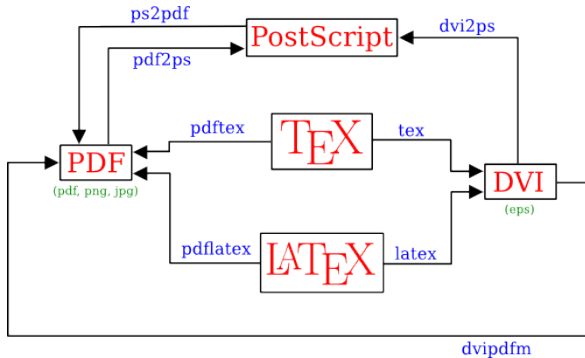 ps2pdf
PostScript
dvi2ps
pdf2ps
pdftex
TEX
tex
PDF
(pdf, png, jpg)
DVI
(eps)
pdflatex
LATEX
latex
dvipdfm